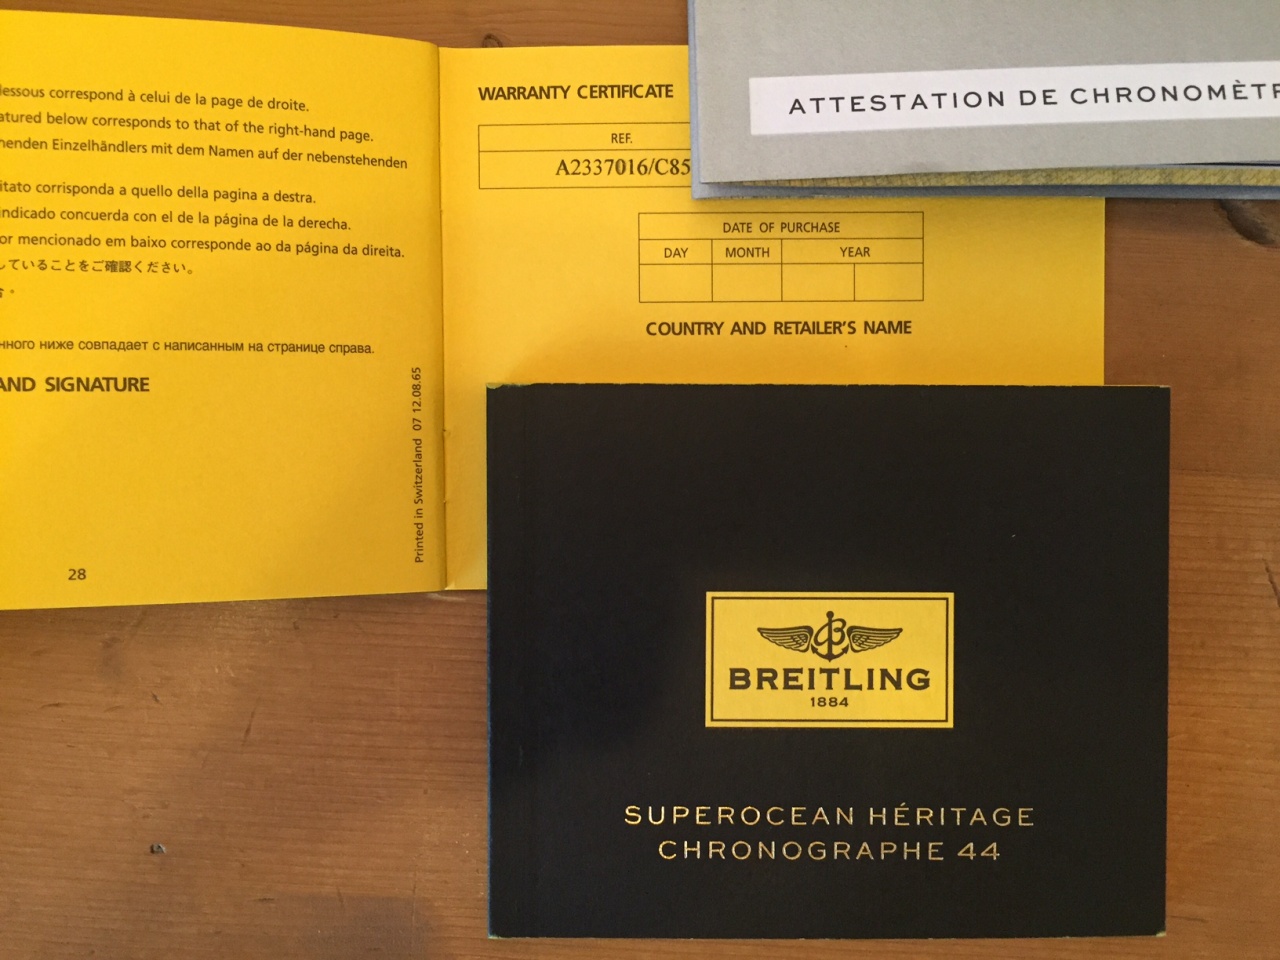 dessous correspond à celui de la page de droite.
atured below corresponds to that of the right-hand page.
henden Einzelhändlers mit dem Namen auf der nebenstehenden
itato corrisponda a quello della pagina a destra.
indicado concuerda con el de la página de la derecha.
or mencionado em baixo corresponde ao da página da direita.
していることをご確認ください。
нного ниже совпадает с написанным на странице справа.
AND SIGNATURE
Printed in Switzerland 07 12.08.65
28
WARRANTY CERTIFICATE
REF.
A2337016/C85
DATE OF PURCHASE
DAY MONTH YEAR
COUNTRY AND RETAILER'S NAME
ATTESTATION DE CHRONOMÈTR
BREITLING
1884
SUPEROCEAN HÉRITAGE
CHRONOGRAPHE 44